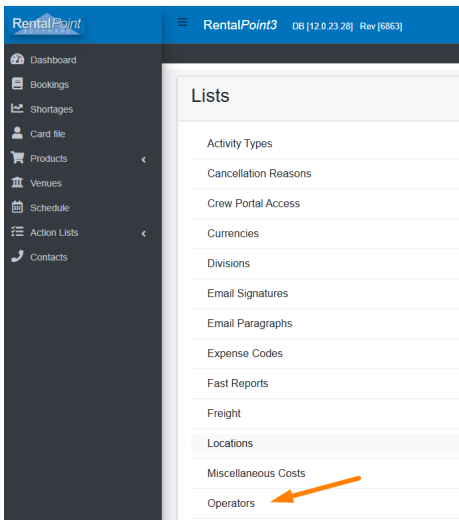 RentalPoint
SOFTWARE
RentalPoint3 DB [12.0.23.28] Rev [6863]
Dashboard
Bookings
Shortages
Card file
Products
Venues
Schedule
Action Lists
Contacts
Lists
Activity Types
Cancellation Reasons
Crew Portal Access
Currencies
Divisions
Email Signatures
Email Paragraphs
Expense Codes
Fast Reports
Freight
Locations
Miscellaneous Costs
Operators